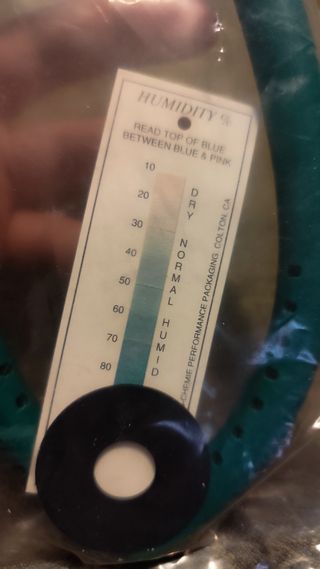 HUMIDITY %
READ TOP OF BLUE
BETWEEN BLUE & PINK
10
20
30
40
50
60
70
80
DRY
NORMAL
HUMID
-CHEMIE PERFORMANCE PACKAGING COLTON, CA